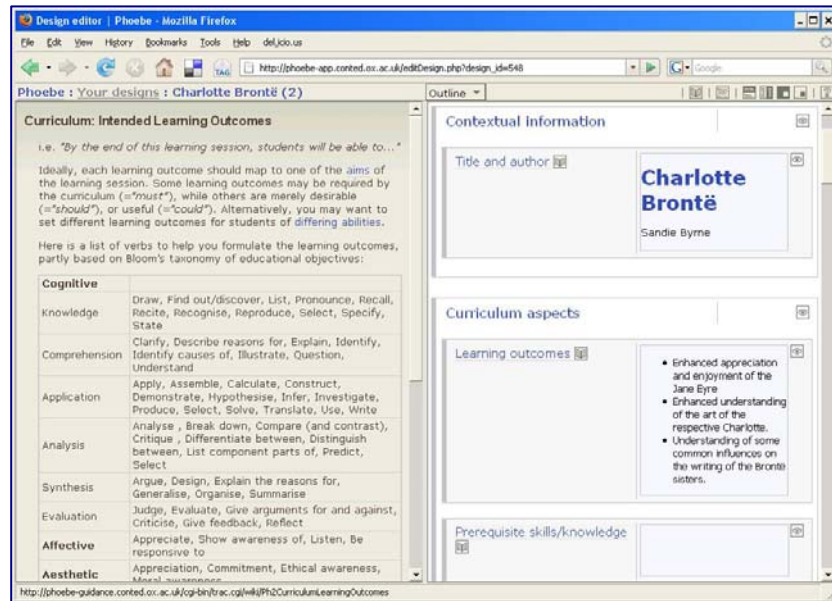 Design editor | Phoebe - Mozilla Firefox
File Edit View History Bookmarks Tools Help del.icio.us
TAG http://phoebe-app.conted.ox.ac.uk/editDesign.php?design_id=548 G Google
Phoebe : Your designs : Charlotte Brontë (2)
Outline
Curriculum: Intended Learning Outcomes
i.e. "By the end of this learning session, students will be able to..."
Ideally, each learning outcome should map to one of the aims of
the learning session. Some learning outcomes may be required by
the curriculum (="must"), while others are merely desirable
(="should"), or useful (="could"). Alternatively, you may want to
set different learning outcomes for students of differing abilities.
Here is a list of verbs to help you formulate the learning outcomes,
partly based on Bloom's taxonomy of educational objectives:
Cognitive
Knowledge
Draw, Find out/discover, List, Pronounce, Recall,
Recite, Recognise, Reproduce, Select, Specify,
State
Comprehension
Clarify, Describe reasons for, Explain, Identify,
Identify causes of, Illustrate, Question,
Understand
Application
Apply, Assemble, Calculate, Construct,
Demonstrate, Hypothesise, Infer, Investigate,
Produce, Select, Solve, Translate, Use, Write
Analysis
Analyse , Break down, Compare (and contrast),
Critique , Differentiate between, Distinguish
between, List component parts of, Predict,
Select
Synthesis
Argue, Design, Explain the reasons for,
Generalise, Organise, Summarise
Evaluation
Judge, Evaluate, Give arguments for and against,
Criticise, Give feedback, Reflect
Affective
Appreciate, Show awareness of, Listen, Be
responsive to
Aesthetic
Appreciation, Commitment, Ethical awareness,
Moral awareness
Contextual information
Title and author
Charlotte
Brontë
Sandie Byrne
Curriculum aspects
Learning outcomes
• Enhanced appreciation
and enjoyment of the
Jane Eyre
• Enhanced understanding
of the art of the
respective Charlotte.
• Understanding of some
common influences on
the writing of the Brontë
sisters.
Prerequisite skills/knowledge
http://phoebe-guidance.conted.ox.ac.uk/cgi-bin/trac.cgi/wiki/Ph2CurriculumLearningOutcomes